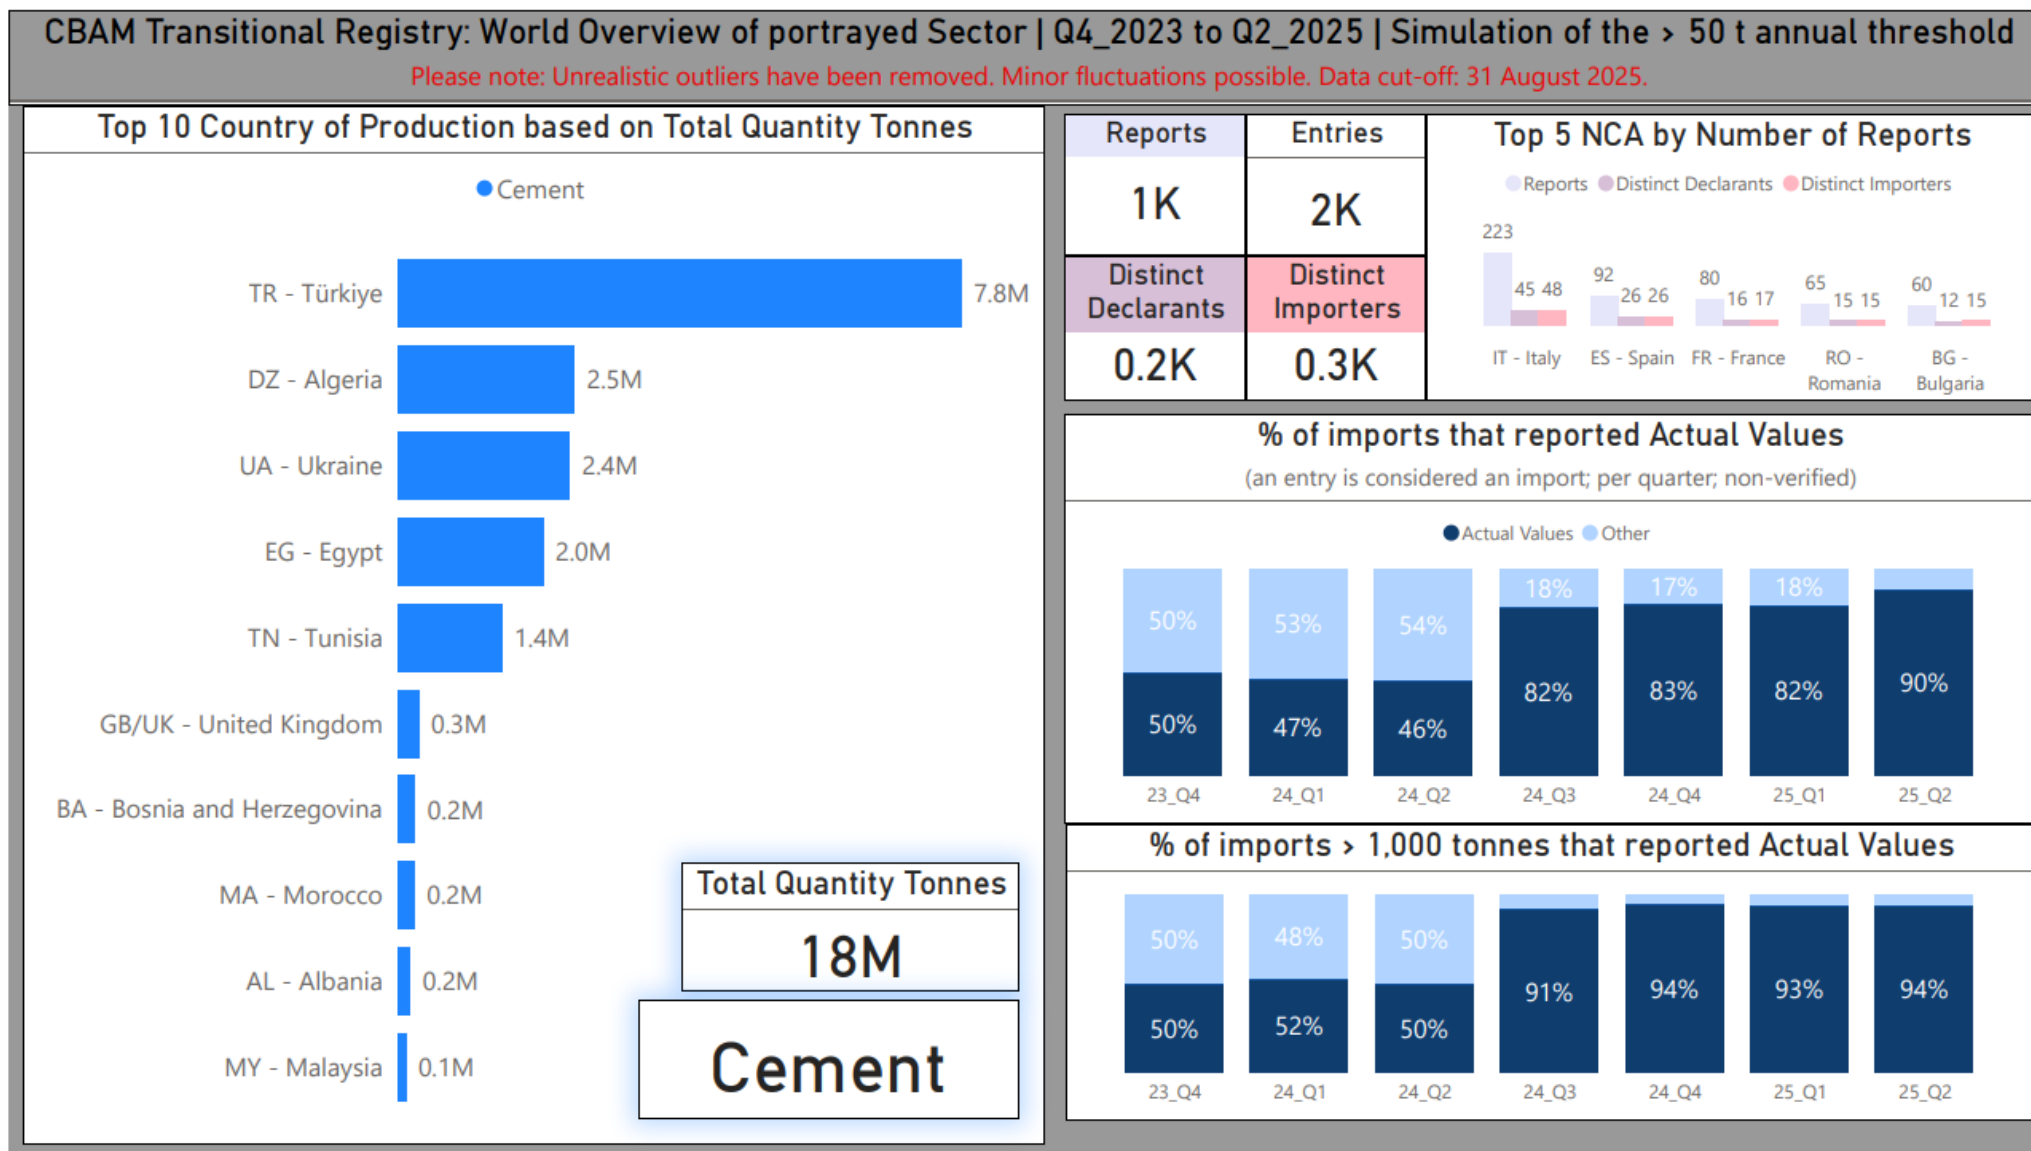 CBAM Transitional Registry: World Overview of portrayed Sector | Q4_2023 to Q2_2025 | Simulation of the > 50 t annual threshold
Please note: Unrealistic outliers have been removed. Minor fluctuations possible. Data cut-off: 31 August 2025.
Top 10 Country of Production based on Total Quantity Tonnes
Cement
TR - Türkiye 7.8M
DZ - Algeria 2.5M
UA - Ukraine 2.4M
EG - Egypt 2.0M
TN - Tunisia 1.4M
GB/UK - United Kingdom 0.3M
BA - Bosnia and Herzegovina 0.2M
MA - Morocco 0.2M
AL - Albania 0.2M
MY - Malaysia 0.1M
Total Quantity Tonnes
18M
Cement
Reports
1K
Entries
2K
Distinct
Declarants
0.2K
Distinct
Importers
0.3K
Top 5 NCA by Number of Reports
Reports Distinct Declarants Distinct Importers
223 45 48
92 26 26
80 16 17
65 15 15
60 12 15
IT - Italy
ES - Spain
FR - France
RO -
Romania
BG -
Bulgaria
% of imports that reported Actual Values
(an entry is considered an import; per quarter; non-verified)
Actual Values Other
50% 53% 54% 18% 17% 18%
50% 47% 46% 82% 83% 82% 90%
23_Q4 24_Q1 24_Q2 24_Q3 24_Q4 25_Q1 25_Q2
% of imports > 1,000 tonnes that reported Actual Values
50% 48% 50%
50% 52% 50% 91% 94% 93% 94%
23_Q4 24_Q1 24_Q2 24_Q3 24_Q4 25_Q1 25_Q2